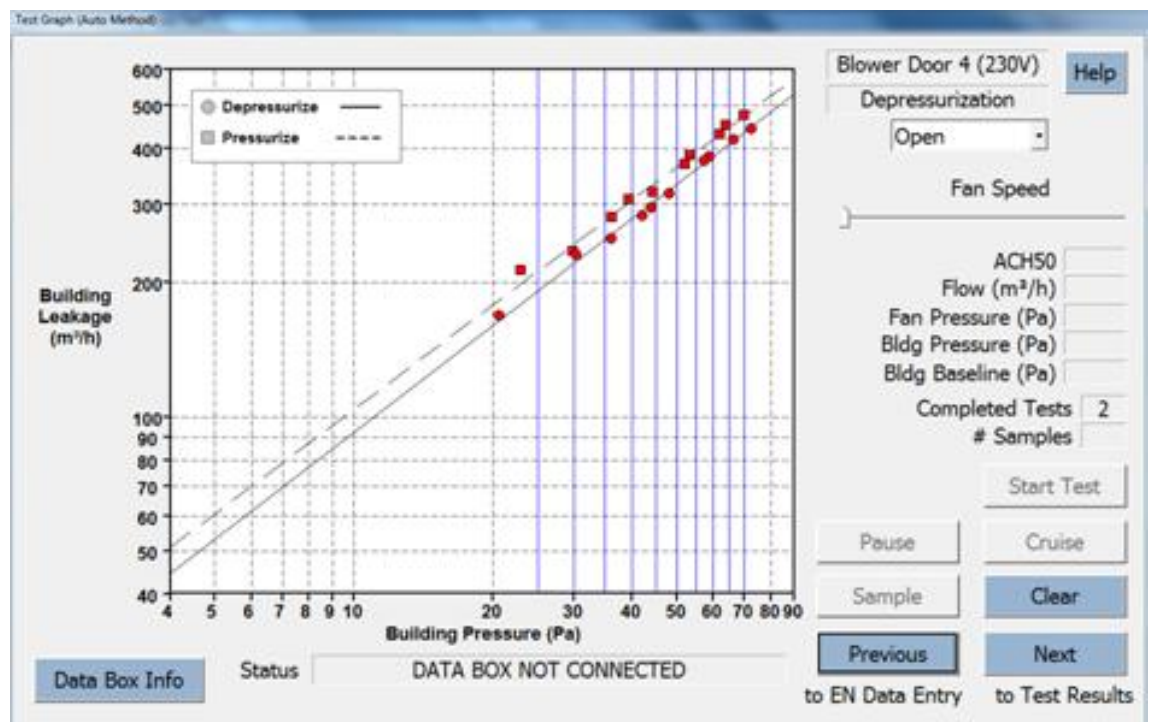 Test Graph (Auto Method)
600
500
400
300
200
100
90
80
70
60
50
40
Depressurize
Pressurize
Building
Leakage
(m³/h)
4 5 6 7 8 9 10 20 30 40 50 60 70 80 90
Building Pressure (Pa)
Data Box Info
Status DATA BOX NOT CONNECTED
Blower Door 4 (230V)
Help
Depressurization
Open
Fan Speed
ACH50
Flow (m³/h)
Fan Pressure (Pa)
Bldg Pressure (Pa)
Bldg Baseline (Pa)
Completed Tests 2
# Samples
Start Test
Pause Cruise
Sample Clear
Previous Next
to EN Data Entry to Test Results